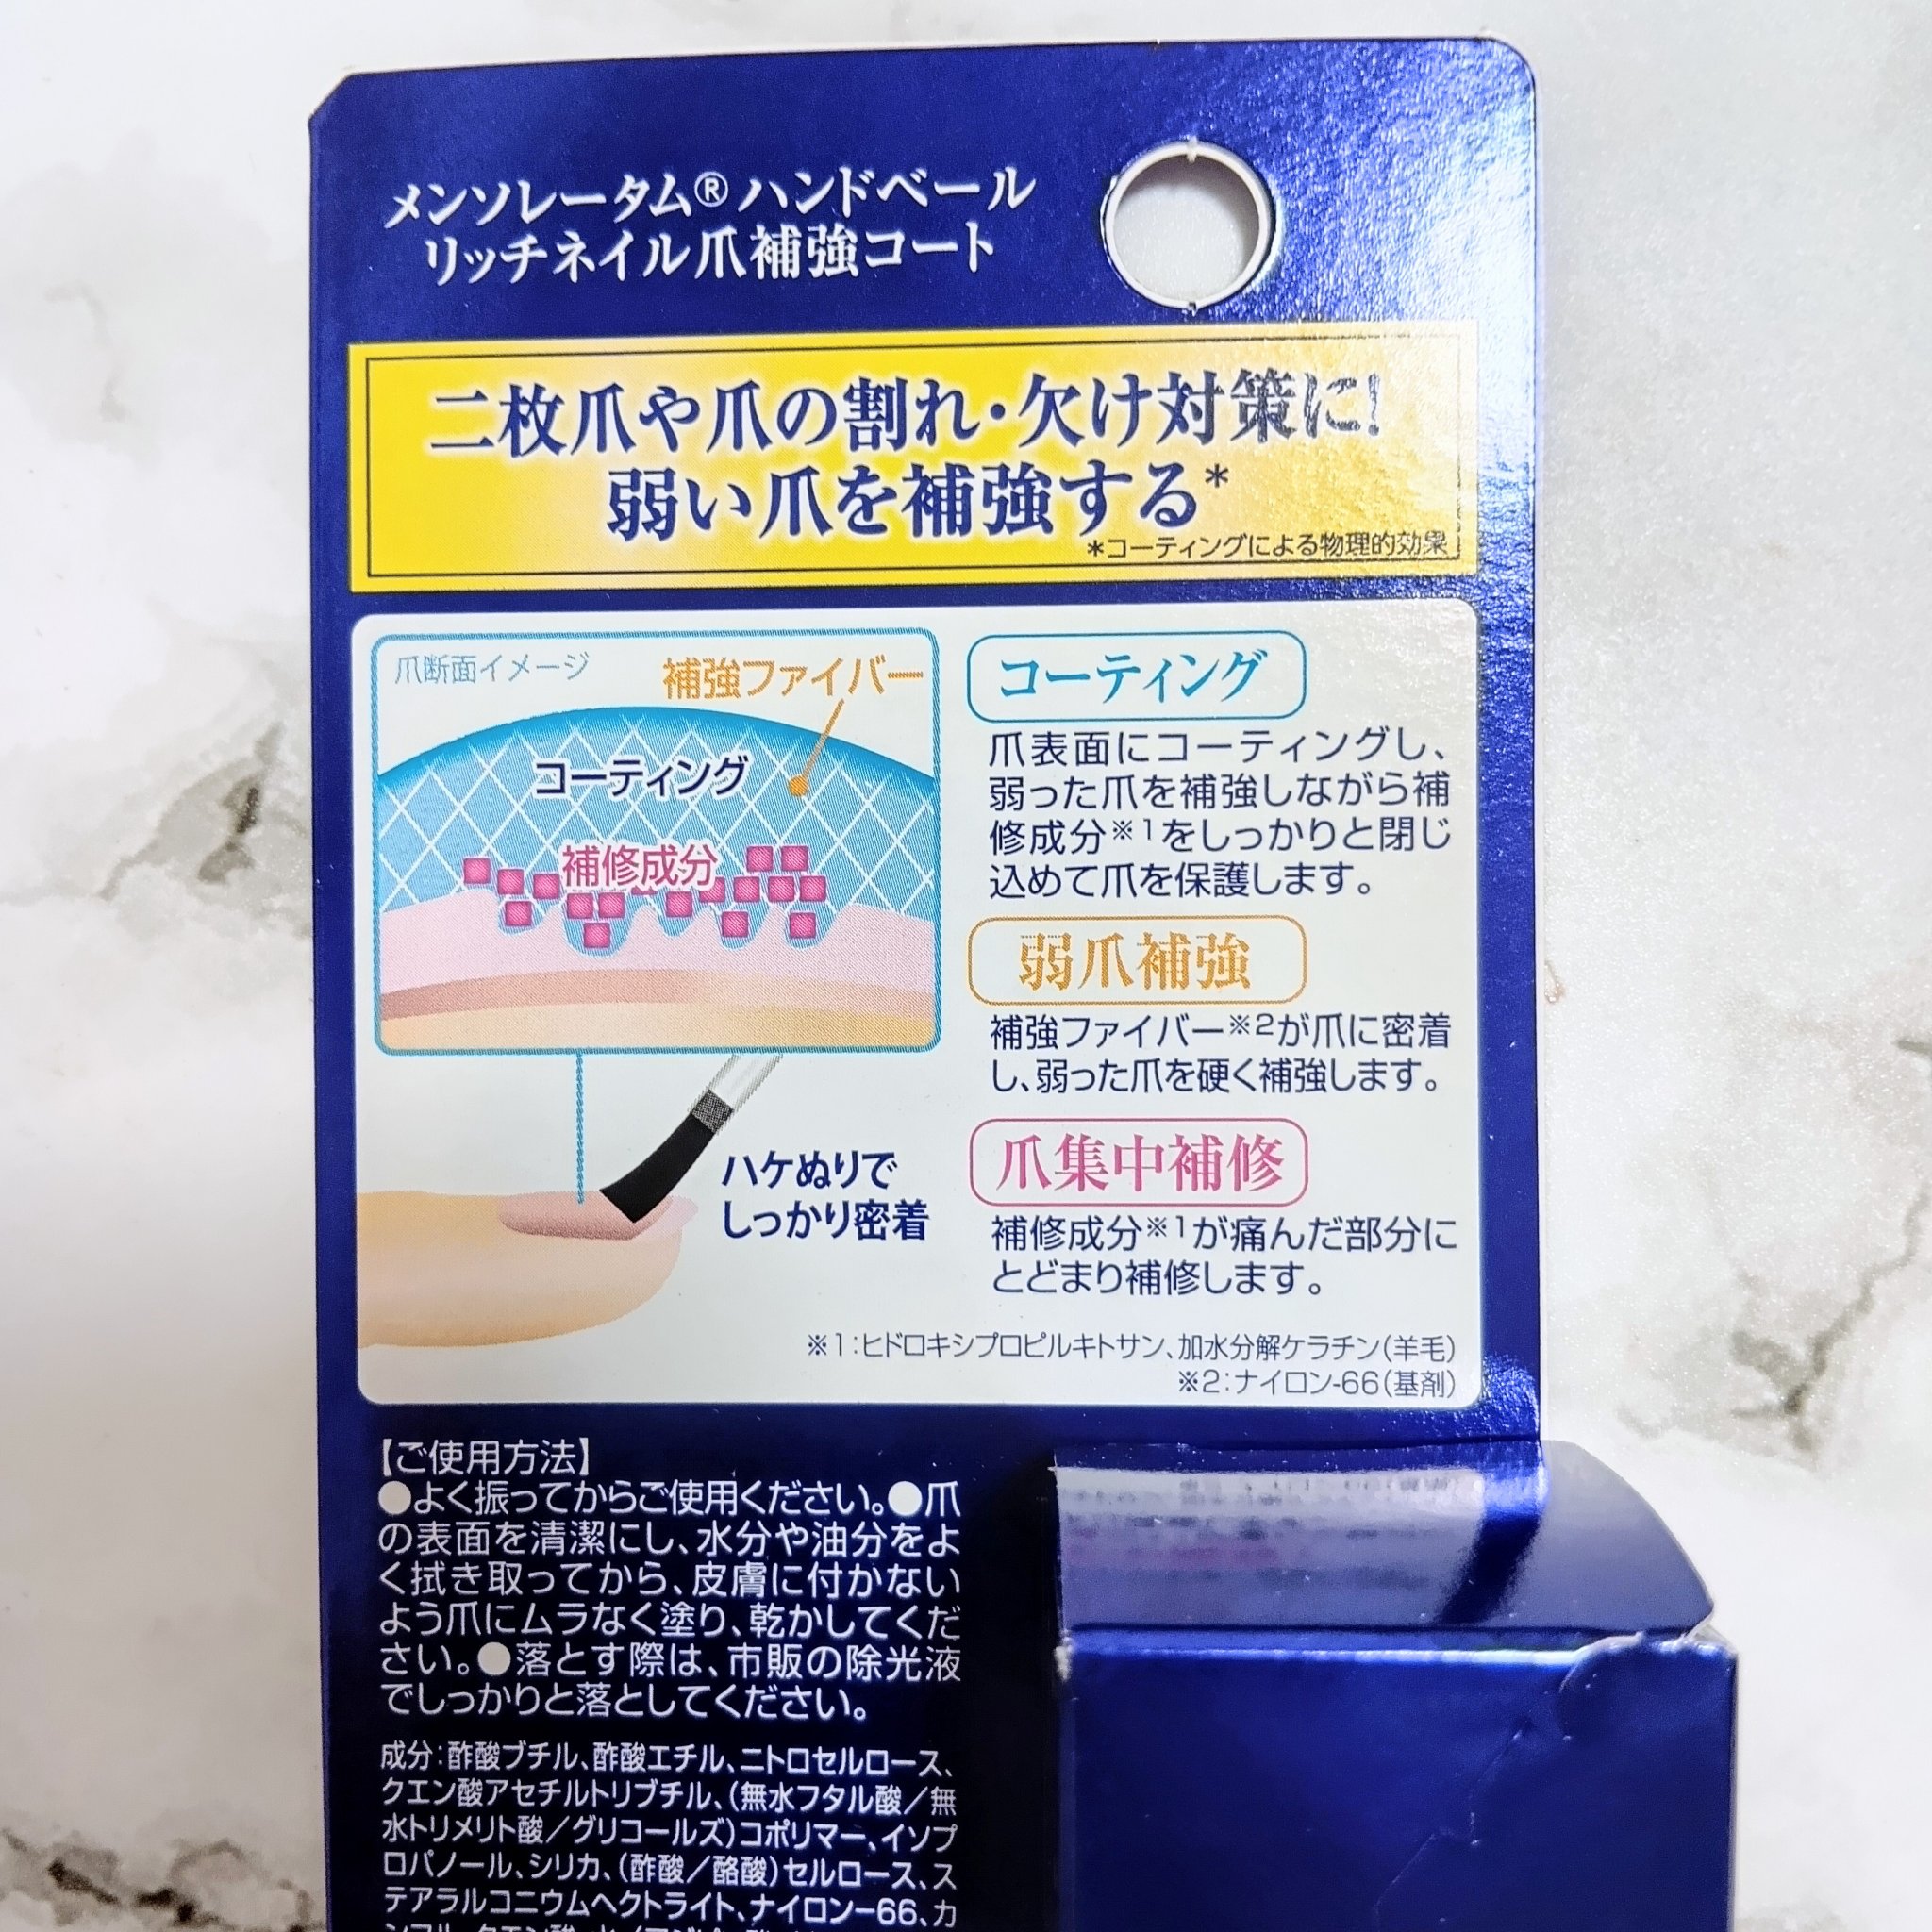 メンソレータム®ハンドベール
リッチネイル爪補強コート
二枚爪や爪の割れ・欠け対策に!
弱い爪を補強する*
*コーティングによる物理的効果
爪断面イメージ
補強ファイバー
コーティング
補修成分
ハケぬりで
しっかり密着
コーティング
爪表面にコーティングし、
弱った爪を補強しながら補
修成分※1をしっかりと閉じ
込めて爪を保護します。
弱爪補強
補強ファイバー※2が爪に密着
し、弱った爪を硬く補強します。
爪集中補修
補修成分※1が痛んだ部分に
とどまり補修します。
※1:ヒドロキシプロピルキトサン、加水分解ケラチン(羊毛)
※2:ナイロン-66(基剤)
【ご使用方法】
●よく振ってからご使用ください。●爪
の表面を清潔にし、水分や油分をよ
く拭き取ってから、皮膚に付かない
よう爪にムラなく塗り、乾かしてくだ
さい。●落とす際は、市販の除光液
でしっかりと落としてください。
成分:酢酸ブチル、酢酸エチル、ニトロセルロース、
クエン酸アセチルトリブチル、(無水フタル酸/無
水トリメリト酸/グリコールズ)コポリマー、イソプ
ロパノール、シリカ、(酢酸/酪酸)セルロース、ス
テアラルコニウムヘクトライト、ナイロン-66、カ